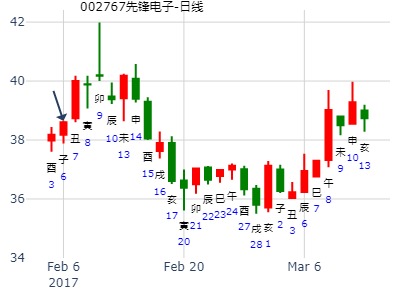 002767先锋电子-日线
42
40
38
36
34
酉
3
子
6
丑
7
寅
8
卯
9
辰
10
未
13
申
14
酉
15
戌
16
亥
17
寅
20
卯
21
辰
22
巳
23
午
24
酉
27
戌
28
亥
1
子
2
丑
3
辰
6
巳
7
午
8
未
9
申
10
亥
13
Feb 6
2017
Feb 20
Mar 6